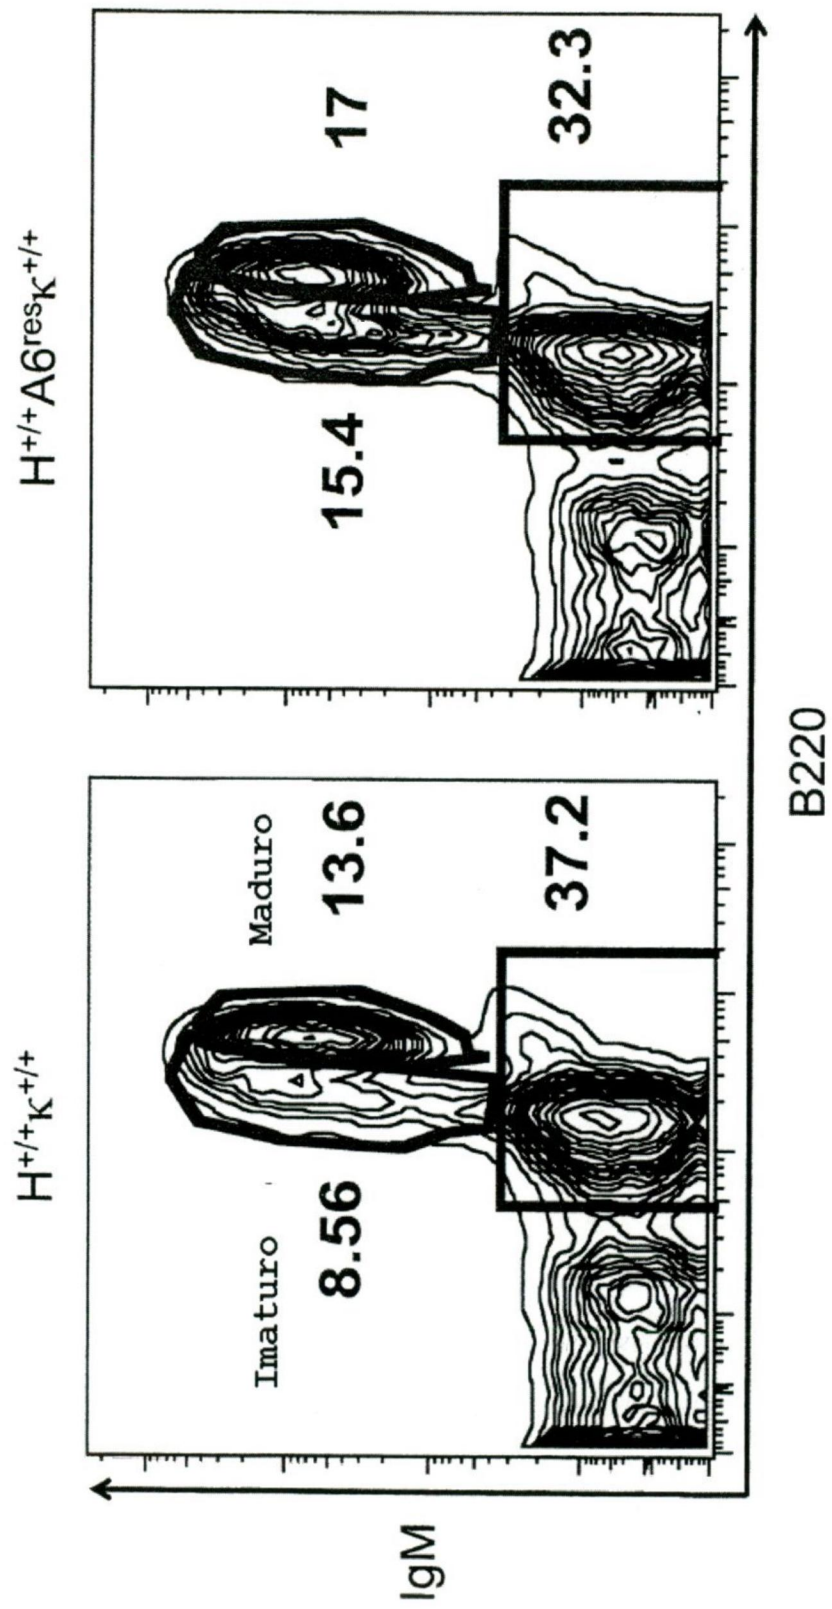 H+/+κ+/+
H+/+A6resκ+/+
IgM
Imaturo
Maduro
8.56
13.6
37.2
15.4
17
32.3
B220